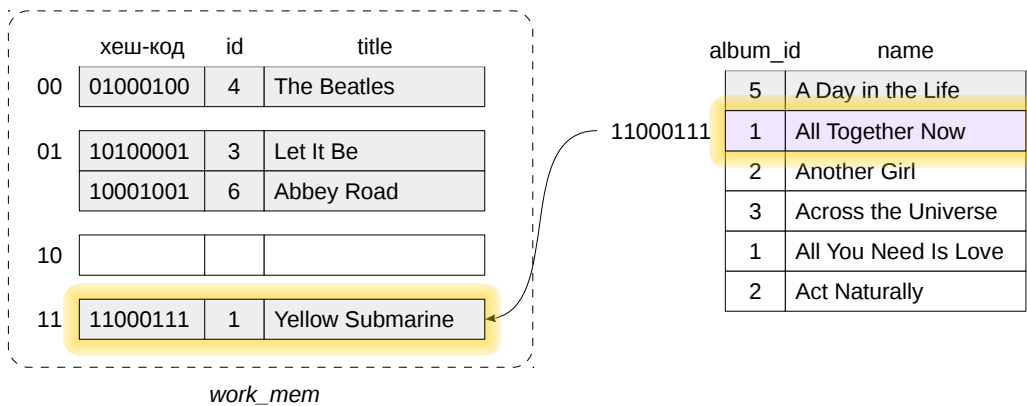 хеш-код id title
00 01000100 4 The Beatles
01 10100001 3 Let It Be
10001001 6 Abbey Road
10
11 11000111 1 Yellow Submarine
work_mem
album_id name
5 A Day in the Life
11000111 1 All Together Now
2 Another Girl
3 Across the Universe
1 All You Need Is Love
2 Act Naturally